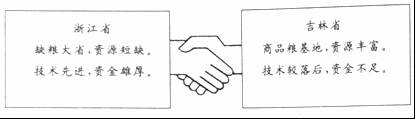 浙江省
缺粮大省，资源短缺。
技术先进，资金雄厚。
吉林省
商品粮基地，资源丰富。
技术较落后，资金不足。